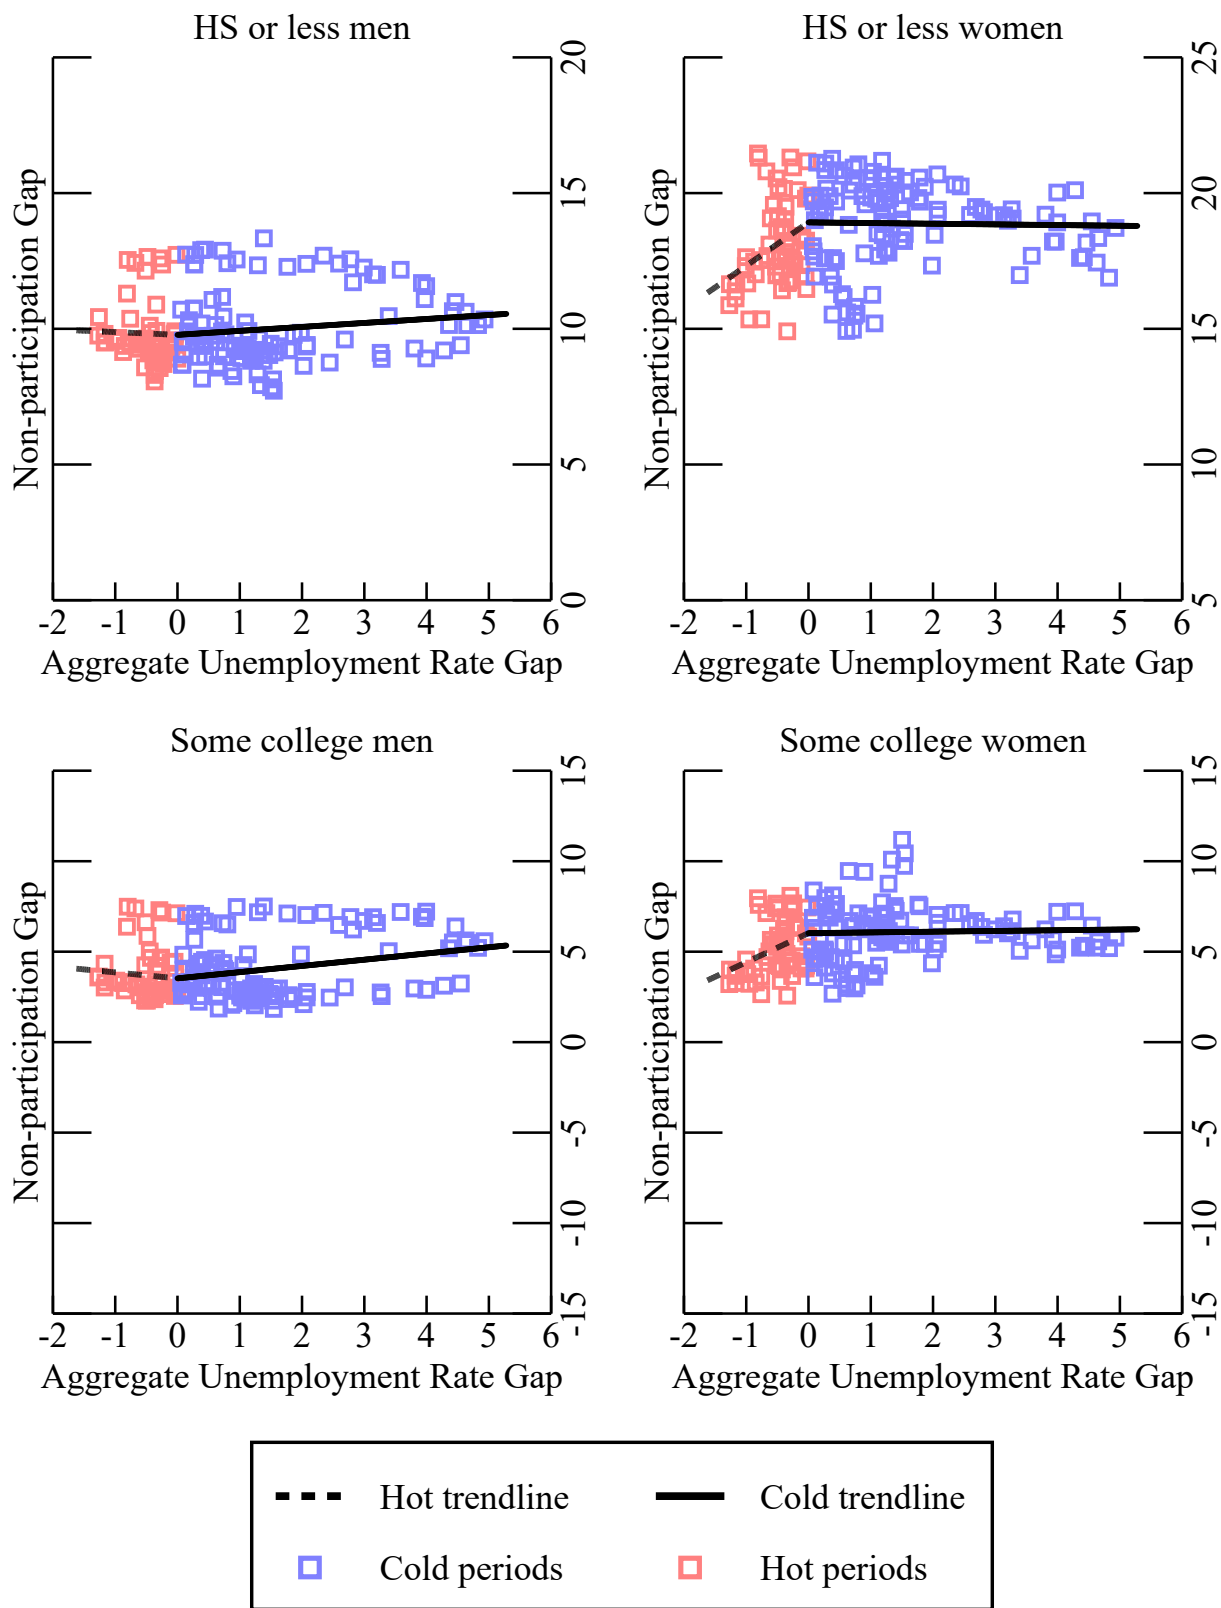 HS or less men
HS or less women
Non-participation Gap
20
15
10
5
0
-2 -1 0 1 2 3 4 5 6
Aggregate Unemployment Rate Gap
Non-participation Gap
25
20
15
10
5
-2 -1 0 1 2 3 4 5 6
Aggregate Unemployment Rate Gap
Some college men
Some college women
Non-participation Gap
15
10
5
0
-5
-10
-15
-2 -1 0 1 2 3 4 5 6
Aggregate Unemployment Rate Gap
Non-participation Gap
15
10
5
0
-5
-10
-15
-2 -1 0 1 2 3 4 5 6
Aggregate Unemployment Rate Gap
Hot trendline
Cold trendline
Cold periods
Hot periods